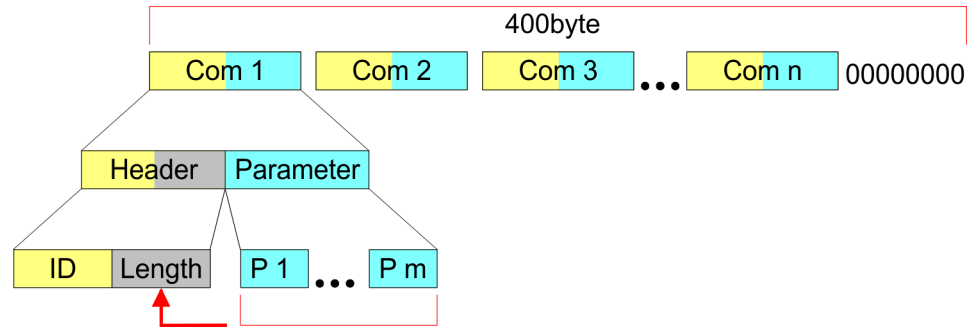 400byte
Com 1 Com 2 Com 3 ... Com n 00000000
Header Parameter
ID Length P 1 ... P m